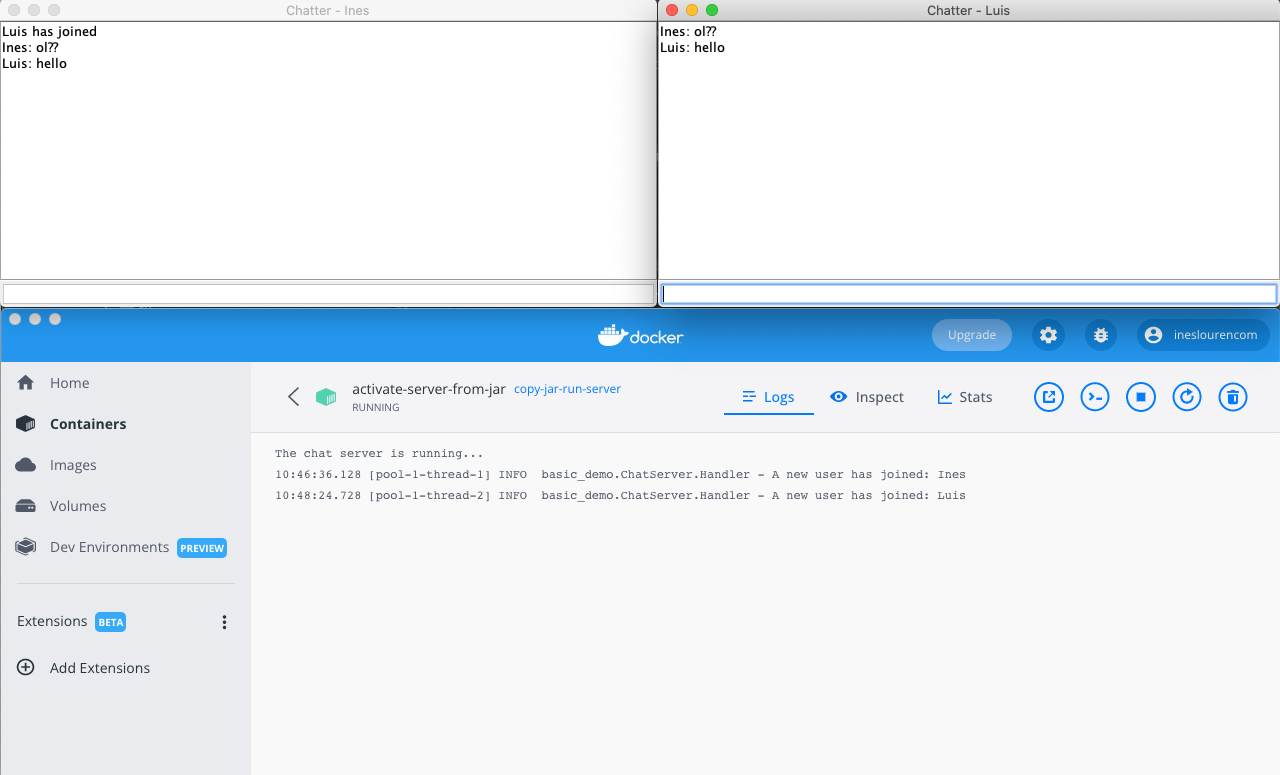 Chatter - Ines
Luis has joined
Ines: ol??
Luis: hello
Chatter - Luis
Ines: ol??
Luis: hello
docker
Upgrade
ineslourencom
Home
Containers
Images
Volumes
Dev Environments PREVIEW
Extensions BETA
Add Extensions
activate-server-from-jar copy-jar-run-server
RUNNING
Logs
Inspect
Stats
The chat server is running...
10:46:36.128 [pool-1-thread-1] INFO  basic_demo.ChatServer.Handler - A new user has joined: Ines
10:48:24.728 [pool-1-thread-2] INFO  basic_demo.ChatServer.Handler - A new user has joined: Luis